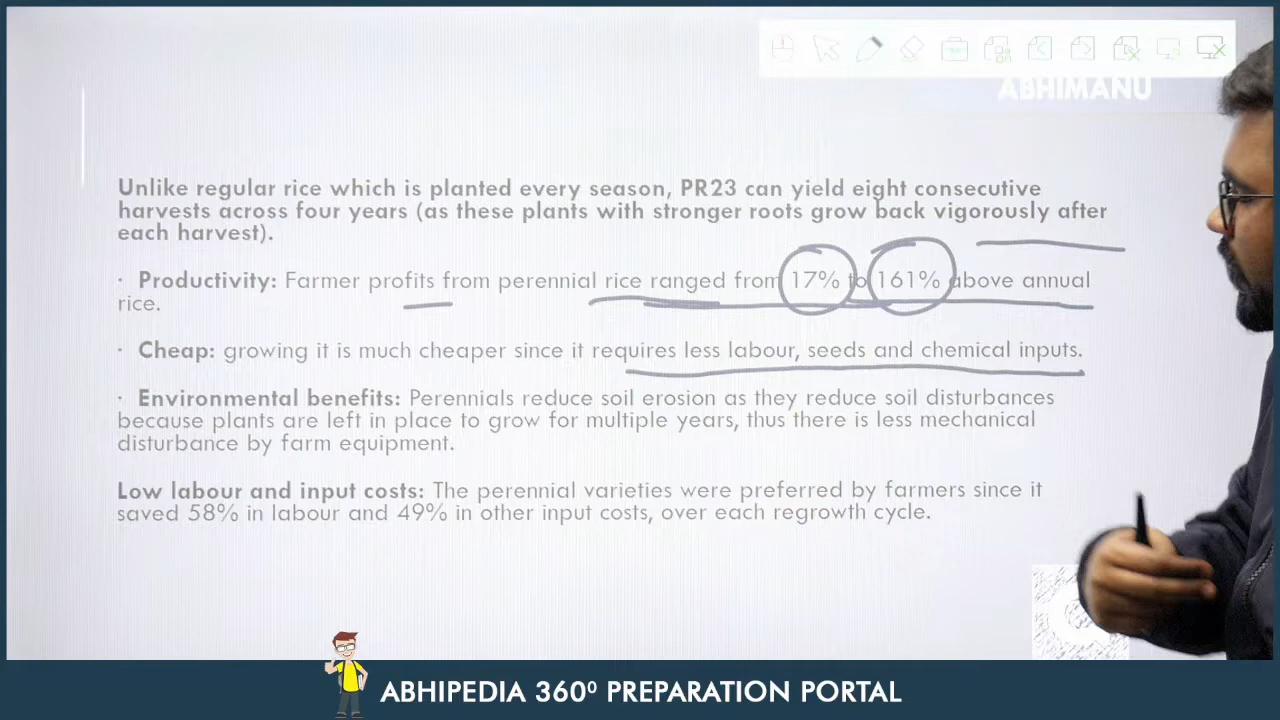 ABHIMANU
Unlike regular rice which is planted every season, PR23 can yield eight consecutive
harvests across four years (as these plants with stronger roots grow back vigorously after
each harvest).
· Productivity: Farmer profits from perennial rice ranged from 17% to 161% above annual
rice.
· Cheap: growing it is much cheaper since it requires less labour, seeds and chemical inputs.
· Environmental benefits: Perennials reduce soil erosion as they reduce soil disturbances
because plants are left in place to grow for multiple years, thus there is less mechanical
disturbance by farm equipment.
Low labour and input costs: The perennial varieties were preferred by farmers since it
saved 58% in labour and 49% in other input costs, over each regrowth cycle.
ABHIPEDIA 360⁰ PREPARATION PORTAL